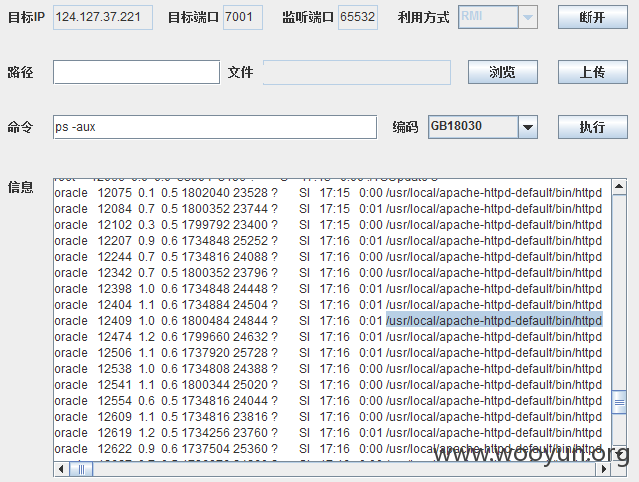 目标IP 124.127.37.221 目标端口 7001 监听端口 65532 利用方式 RMI 断开
路径 文件 浏览 上传
命令 ps -aux 编码 GB18030 执行
信息
oracle 12075 0.1 0.5 1802040 23528 ? Sl 17:15 0:00 /usr/local/apache-httpd-default/bin/httpd
oracle 12084 0.7 0.5 1800352 23744 ? Sl 17:15 0:01 /usr/local/apache-httpd-default/bin/httpd
oracle 12102 0.3 0.5 1799792 23400 ? Sl 17:15 0:00 /usr/local/apache-httpd-default/bin/httpd
oracle 12207 0.9 0.6 1734848 25252 ? Sl 17:16 0:01 /usr/local/apache-httpd-default/bin/httpd
oracle 12244 0.7 0.5 1734816 24088 ? Sl 17:16 0:00 /usr/local/apache-httpd-default/bin/httpd
oracle 12342 0.7 0.5 1800352 23796 ? Sl 17:16 0:00 /usr/local/apache-httpd-default/bin/httpd
oracle 12398 1.0 0.6 1734848 24448 ? Sl 17:16 0:01 /usr/local/apache-httpd-default/bin/httpd
oracle 12404 1.1 0.6 1734884 24504 ? Sl 17:16 0:01 /usr/local/apache-httpd-default/bin/httpd
oracle 12409 1.0 0.6 1800484 24844 ? Sl 17:16 0:01 /usr/local/apache-httpd-default/bin/httpd
oracle 12474 1.2 0.6 1799660 24632 ? Sl 17:16 0:01 /usr/local/apache-httpd-default/bin/httpd
oracle 12506 1.1 0.6 1737920 25728 ? Sl 17:16 0:01 /usr/local/apache-httpd-default/bin/httpd
oracle 12538 1.0 0.6 1734808 24388 ? Sl 17:16 0:00 /usr/local/apache-httpd-default/bin/httpd
oracle 12541 1.1 0.6 1800344 25020 ? Sl 17:16 0:01 /usr/local/apache-httpd-default/bin/httpd
oracle 12554 0.6 0.5 1734816 24044 ? Sl 17:16 0:00 /usr/local/apache-httpd-default/bin/httpd
oracle 12609 1.1 0.5 1734816 23816 ? Sl 17:16 0:00 /usr/local/apache-httpd-default/bin/httpd
oracle 12619 1.2 0.5 1734256 23760 ? Sl 17:16 0:01 /usr/local/apache-httpd-default/bin/httpd
oracle 12622 0.9 0.6 1737504 25360 ? Sl 17:16 0:00 /usr/local/apache-httpd-default/bin/httpd
www.wooyun.org